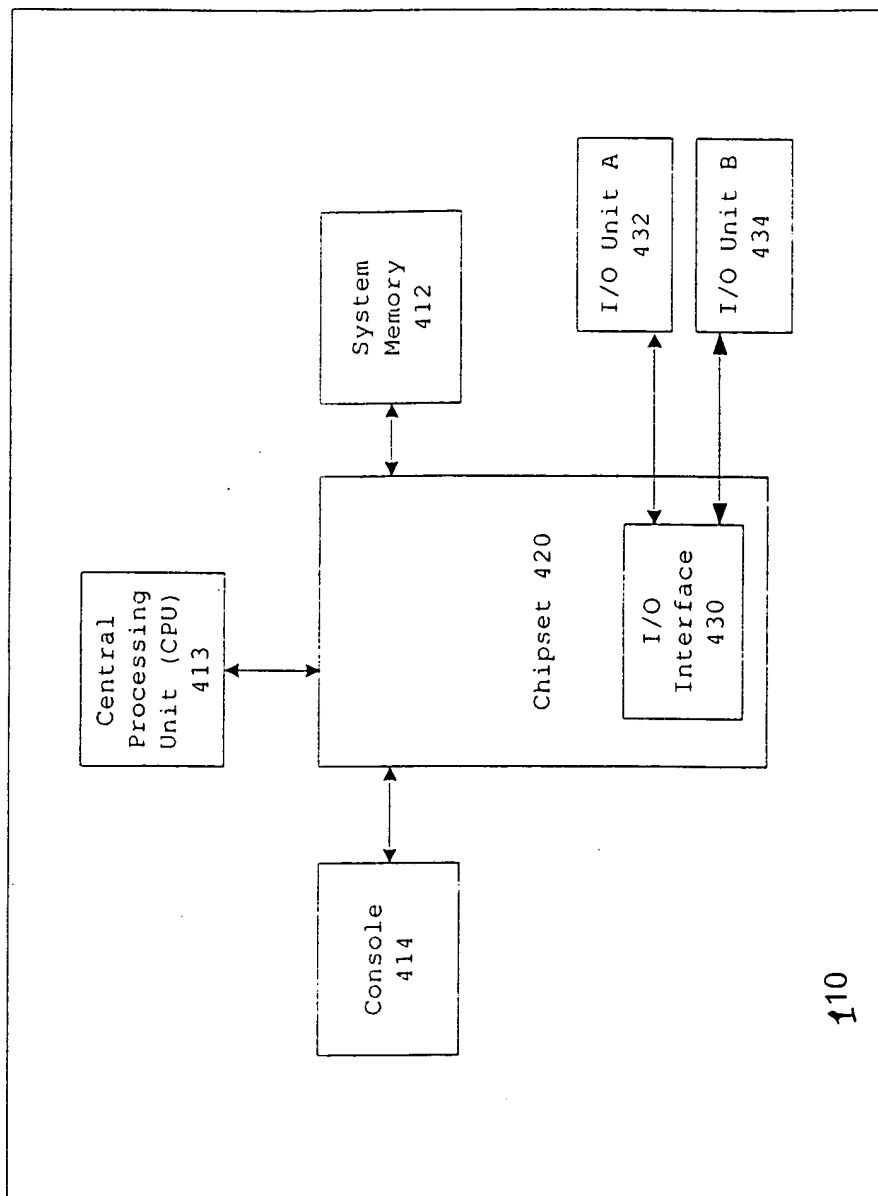 Central
Processing
Unit (CPU)
413
Console
414
Chipset 420
System
Memory
412
I/O
Interface
430
I/O Unit A
432
I/O Unit B
434
110